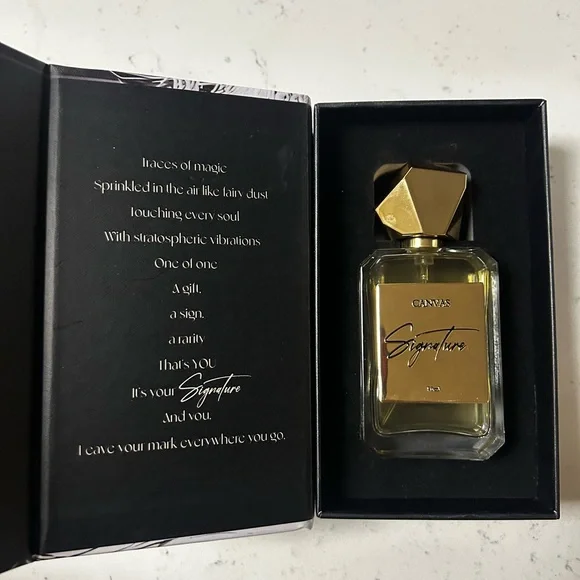 Traces of magic
Sprinkled in the air like fairy dust
Touching every soul
With stratospheric vibrations
One of one
A gift.
a sign.
a rarity
That's YOU
It's your Signature
And you.
Leave your mark everywhere you go.
CANVAS
Signature